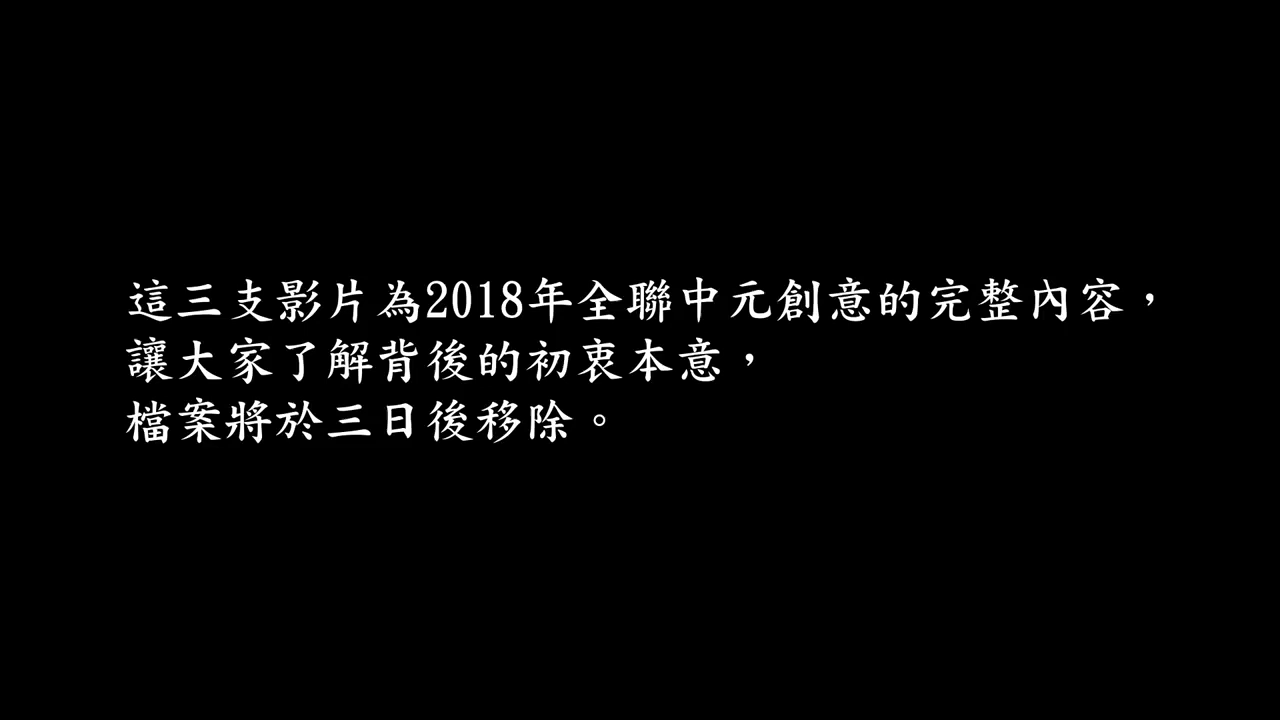 這三支影片為2018年全聯中元創意的完整內容，
讓大家了解背後的初衷本意，
檔案將於三日後移除。